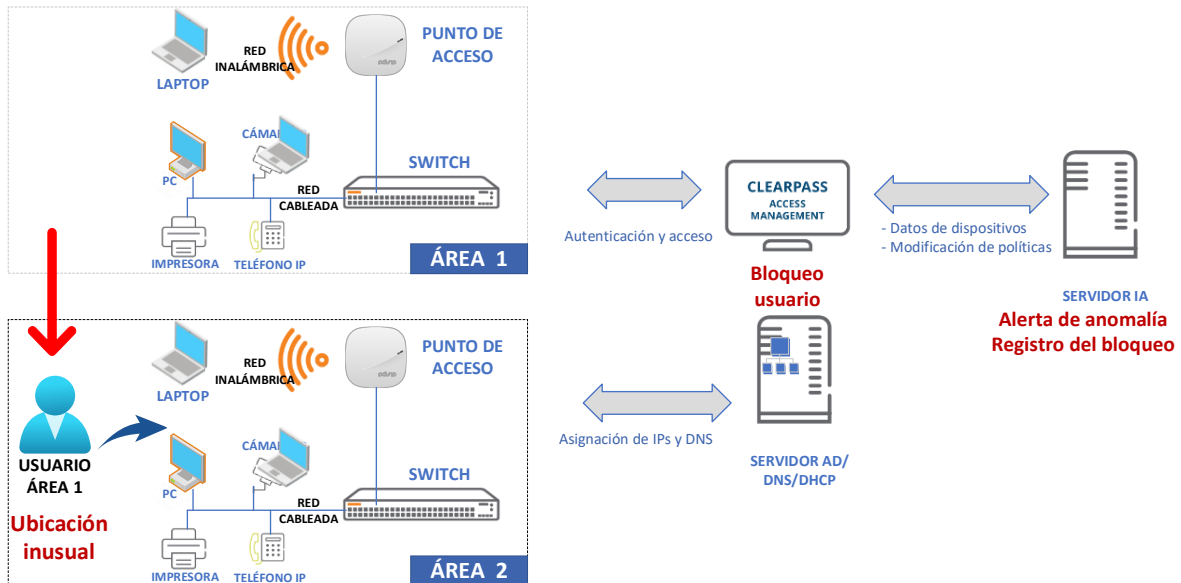 PUNTO DE
ACCESO
RED
INALÁMBRICA
LAPTOP
CÁMA
PC
SWITCH
RED
CABLEADA
IMPRESORA
TELÉFONO IP
ÁREA 1
PUNTO DE
ACCESO
RED
INALÁMBRICA
LAPTOP
CÁMA
PC
SWITCH
RED
CABLEADA
IMPRESORA
TELÉFONO IP
ÁREA 2
USUARIO
ÁREA 1
Ubicación
inusual
Autenticación y acceso
CLEARPASS
ACCESS
MANAGEMENT
Bloqueo
usuario
- Datos de dispositivos
- Modificación de políticas
SERVIDOR IA
Alerta de anomalía
Registro del bloqueo
Asignación de IPs y DNS
SERVIDOR AD/
DNS/DHCP